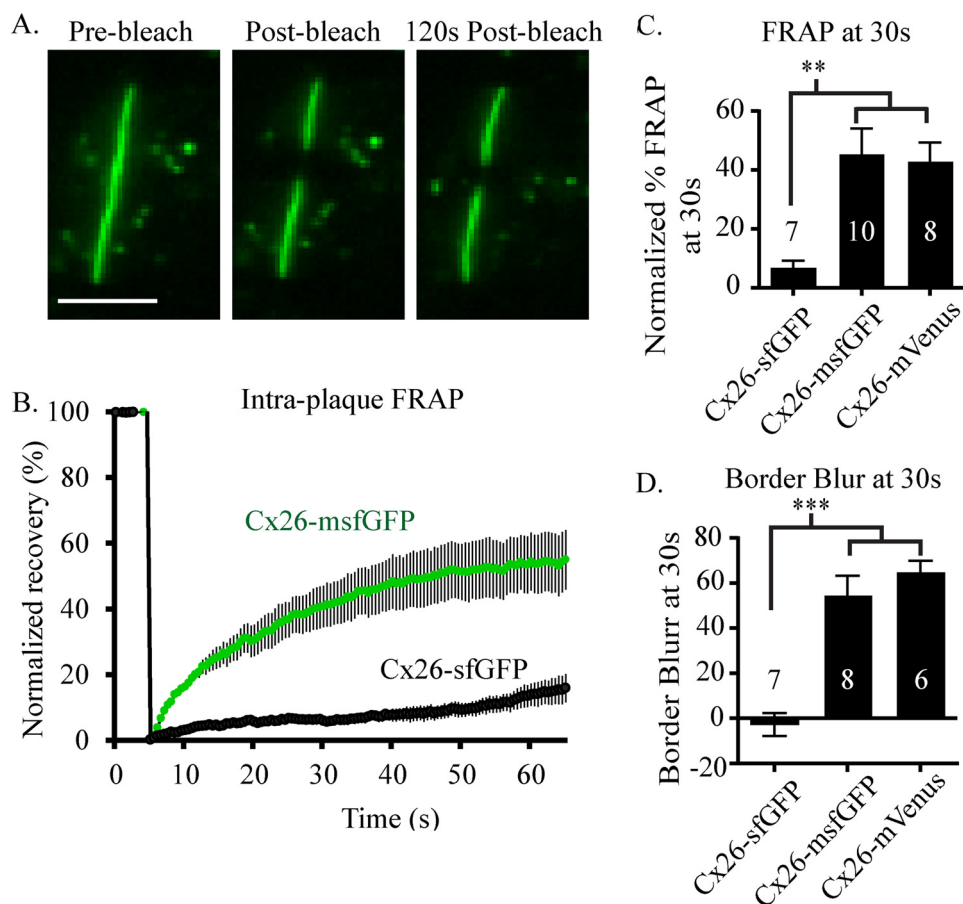 A.
Pre-bleach
Post-bleach
120s Post-bleach
B.
Intra-plaque FRAP
Normalized recovery (%)
100
80
60
40
20
0
Cx26-msfGFP
Cx26-sfGFP
0
10
20
30
40
50
60
Time (s)
C.
FRAP at 30s
**
Normalized % FRAP
at 30s
60
40
20
0
7
10
8
Cx26-sfGFP
Cx26-msfGFP
Cx26-mVenus
D.
Border Blur at 30s
***
Border Blurr at 30s
80
60
40
20
0
-20
7
8
6
Cx26-sfGFP
Cx26-msfGFP
Cx26-mVenus